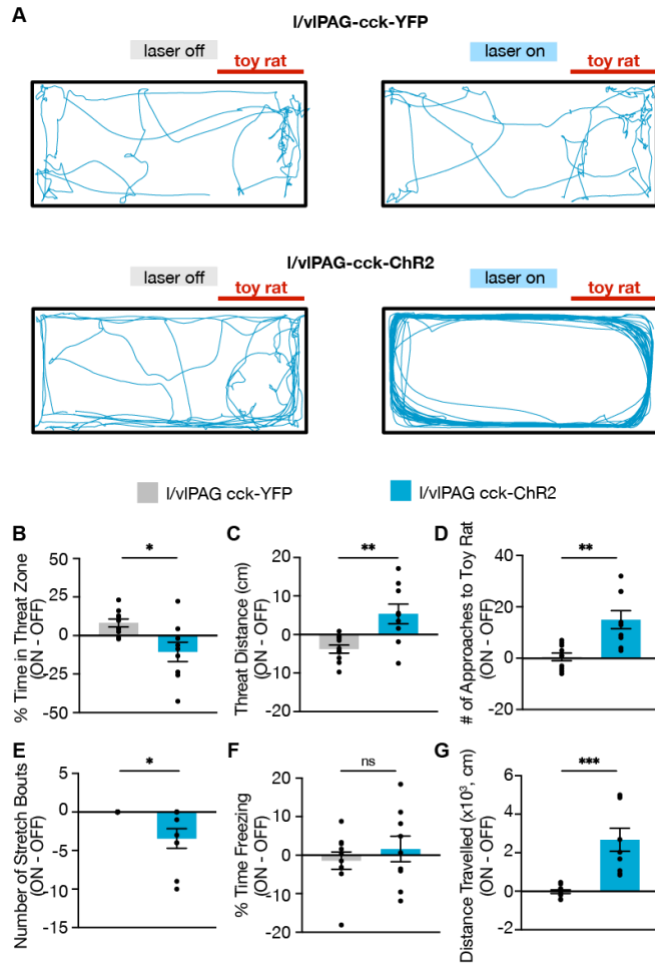 A
l/vlPAG-cck-YFP
laser off
toy rat
laser on
toy rat
l/vlPAG-cck-ChR2
laser off
toy rat
laser on
toy rat
l/vlPAG cck-YFP
l/vlPAG cck-ChR2
B
% Time in Threat Zone
(ON - OFF)
50
25
0
-25
-50
*
C
Threat Distance (cm)
(ON - OFF)
20
10
0
-10
-20
**
D
# of Approaches to Toy Rat
(ON - OFF)
40
20
0
-20
**
E
Number of Stretch Bouts
(ON - OFF)
5
0
-5
-10
-15
*
F
% Time Freezing
(ON - OFF)
20
10
0
-10
-20
ns
G
Distance Travelled (x10³, cm)
(ON - OFF)
6
4
2
0
-2
***